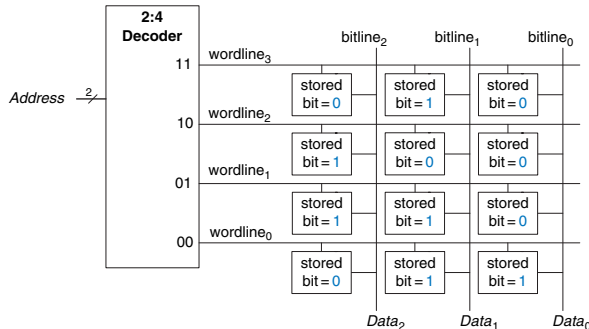 2:4
Decoder
bitline2 bitline1 bitline0
wordline3
11
Address 2
stored stored stored
bit = 0 bit = 1 bit = 0
wordline2
10
stored stored stored
bit = 1 bit = 0 bit = 0
wordline1
01
stored stored stored
bit = 1 bit = 1 bit = 0
wordline0
00
stored stored stored
bit = 0 bit = 1 bit = 1
Data2 Data1 Data0